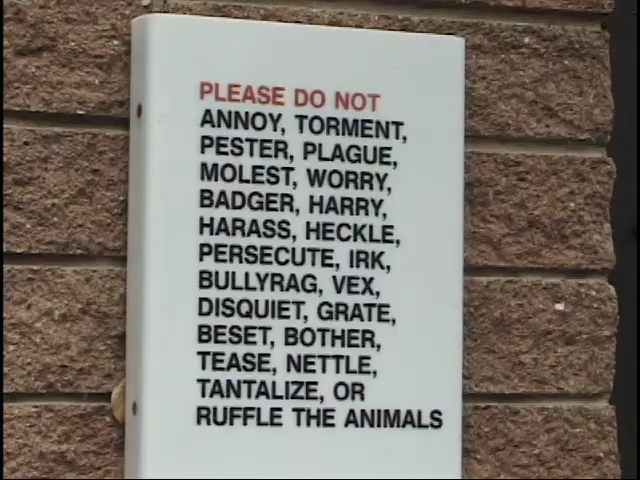 PLEASE DO NOT
ANNOY, TORMENT,
PESTER, PLAGUE,
MOLEST, WORRY,
BADGER, HARRY,
HARASS, HECKLE,
PERSECUTE, IRK,
BULLYRAG, VEX,
DISQUIET, GRATE,
BESET, BOTHER,
TEASE, NETTLE,
TANTALIZE, OR
RUFFLE THE ANIMALS